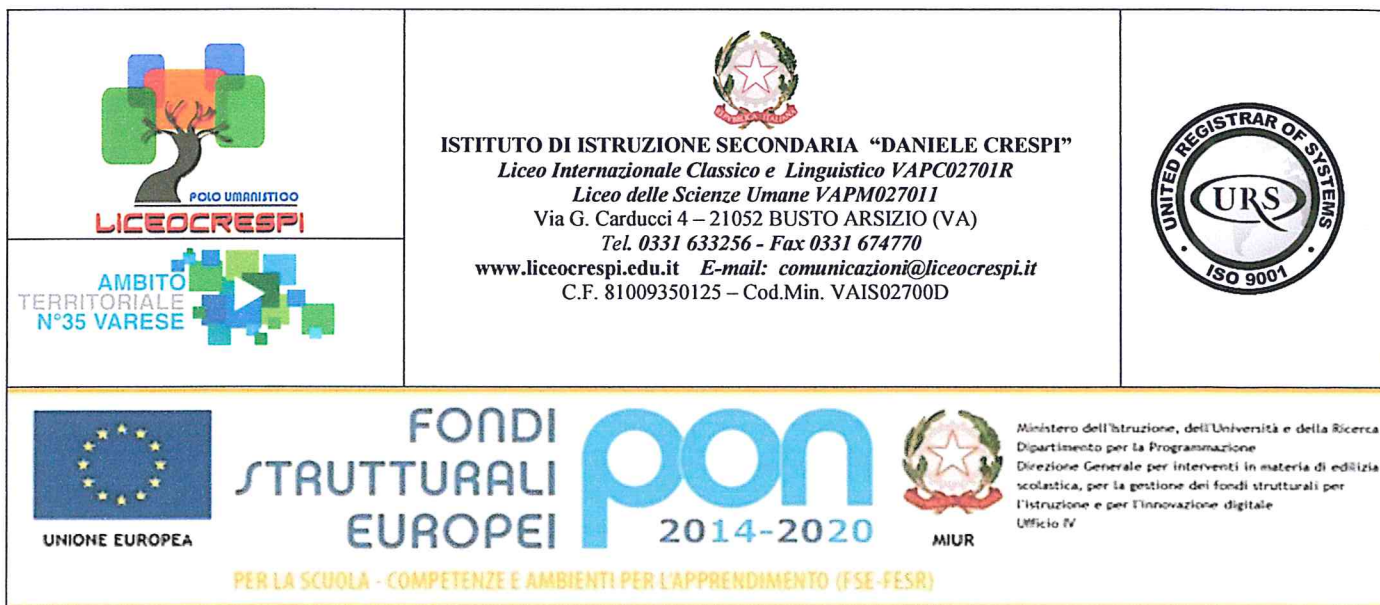 POLO UMANISTICO
LICEOCRESPI
AMBITO
TERRITORIALE
N°35 VARESE
REPVBBLICA ITALIANA
ISTITUTO DI ISTRUZIONE SECONDARIA “DANIELE CRESPI”
Liceo Internazionale Classico e Linguistico VAPC02701R
Liceo delle Scienze Umane VAPM027011
Via G. Carducci 4 – 21052 BUSTO ARSIZIO (VA)
Tel. 0331 633256 - Fax 0331 674770
www.liceocrespi.edu.it E-mail: comunicazioni@liceocrespi.it
C.F. 81009350125 – Cod.Min. VAIS02700D
UNITED REGISTRAR OF SYSTEMS
URS
ISO 9001
UNIONE EUROPEA
FONDI
STRUTTURALI
EUROPEI
pon
2014-2020
MIUR
Ministero dell'Istruzione, dell'Università e della Ricerca
Dipartimento per la Programmazione
Direzione Generale per interventi in materia di edilizia
scolastica, per la gestione dei fondi strutturali per
l'istruzione e per l'innovazione digitale
Ufficio IV
PER LA SCUOLA - COMPETENZE E AMBIENTI PER L'APPRENDIMENTO (FSE-FESR)